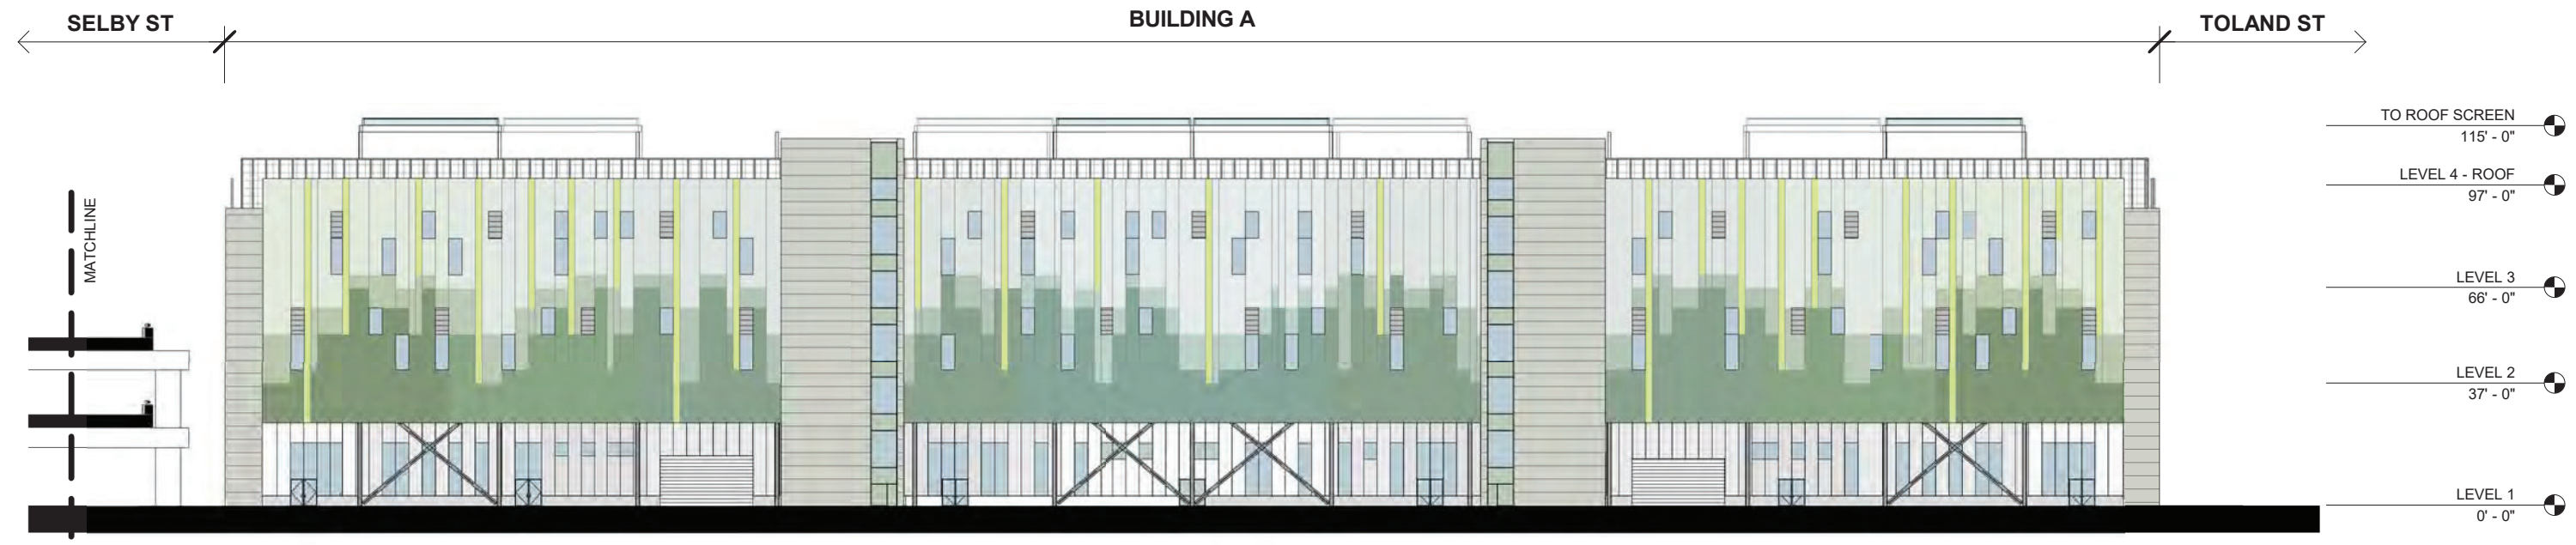 SELBY ST
BUILDING A
TOLAND ST
TO ROOF SCREEN
115' - 0"
LEVEL 4 - ROOF
97' - 0"
MATCHLINE
LEVEL 3
66' - 0"
LEVEL 2
37' - 0"
LEVEL 1
0' - 0"